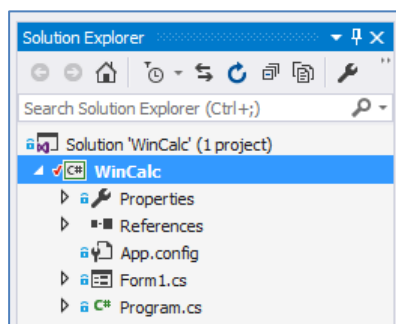 Solution Explorer
Search Solution Explorer (Ctrl+;)
Solution 'WinCalc' (1 project)
C# WinCalc
Properties
References
App.config
Form1.cs
C# Program.cs